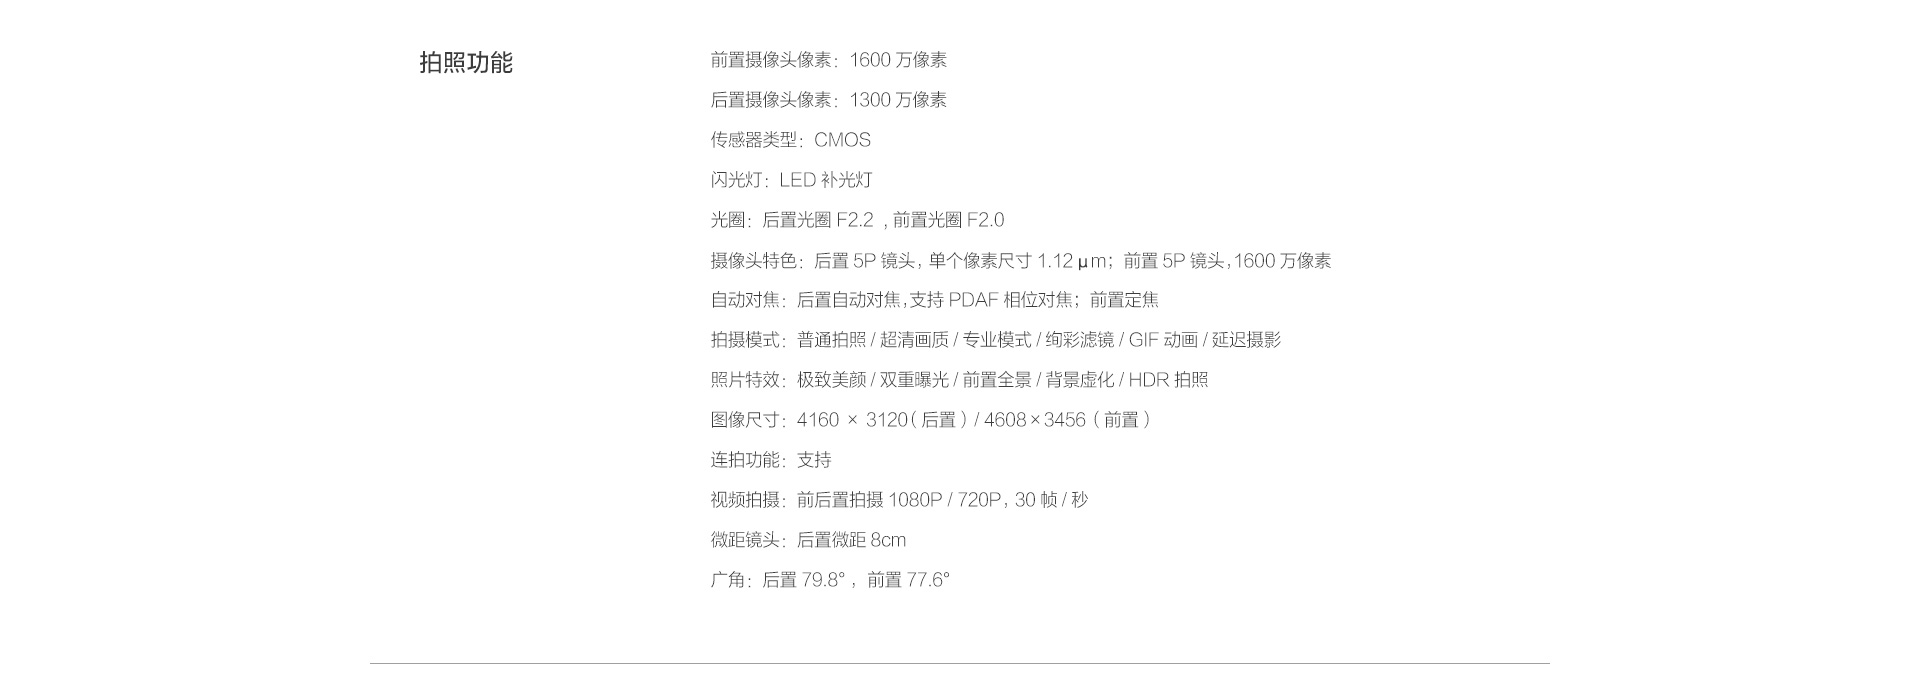 拍照功能
前置摄像头像素：1600 万像素
后置摄像头像素：1300 万像素
传感器类型：CMOS
闪光灯：LED 补光灯
光圈：后置光圈 F2.2 , 前置光圈 F2.0
摄像头特色：后置 5P 镜头, 单个像素尺寸 1.12 μm；前置 5P 镜头,1600 万像素
自动对焦：后置自动对焦,支持 PDAF 相位对焦；前置定焦
拍摄模式：普通拍照 / 超清画质 / 专业模式 / 绚彩滤镜 / GIF 动画 / 延迟摄影
照片特效：极致美颜 / 双重曝光 / 前置全景 / 背景虚化 / HDR 拍照
图像尺寸：4160 × 3120（后置）/ 4608×3456（前置）
连拍功能：支持
视频拍摄：前后置拍摄 1080P / 720P，30 帧 / 秒
微距镜头：后置微距 8cm
广角：后置 79.8°，前置 77.6°